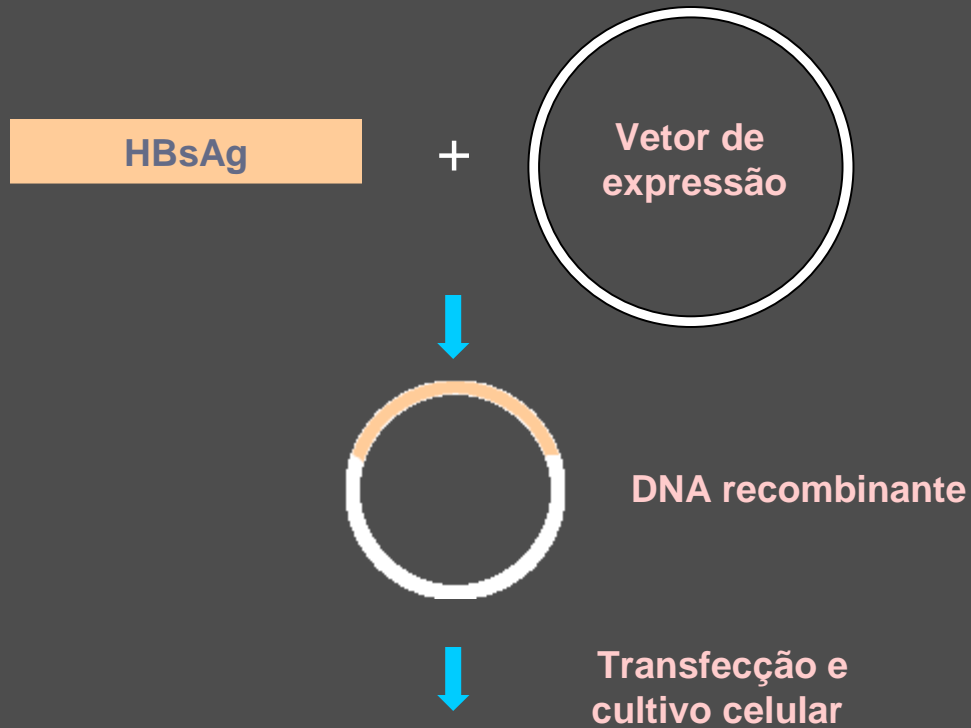 HBsAg
+
Vetor de
expressão
DNA recombinante
Transfecção e
cultivo celular